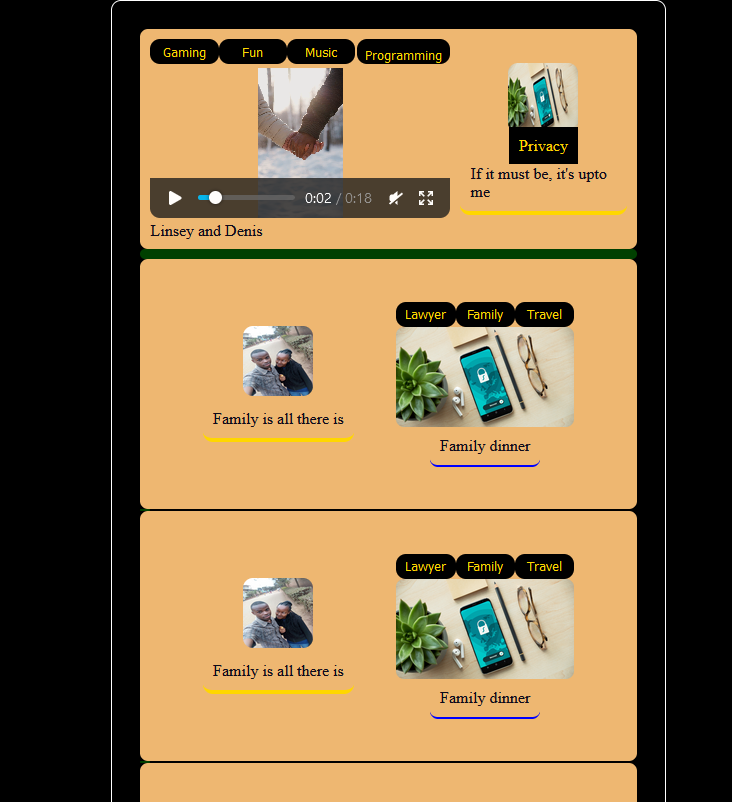 Gaming Fun Music Programming
Privacy
If it must be, it's upto
me
0:02 / 0:18
Linsey and Denis
Lawyer Family Travel
Family is all there is
Family dinner
Lawyer Family Travel
Family is all there is
Family dinner